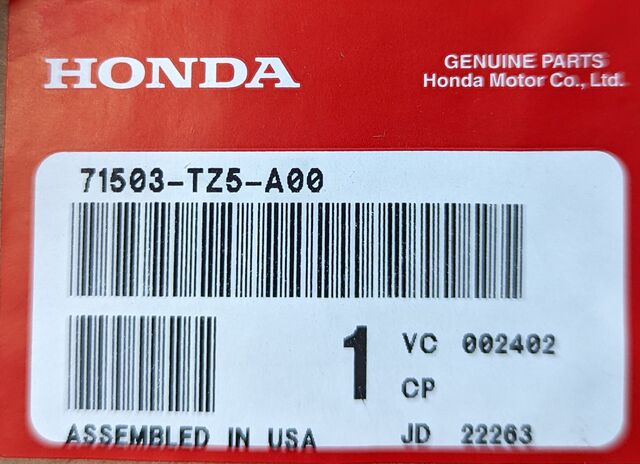 HONDA
GENUINE PARTS
Honda Motor Co., Ltd.
71503-TZ5-A00
1
VC 002402
CP
ASSEMBLED IN USA
JD 22263